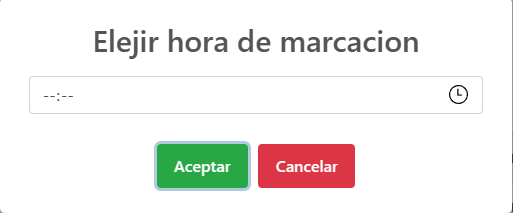 Elejir hora de marcacion
--:--
Aceptar
Cancelar